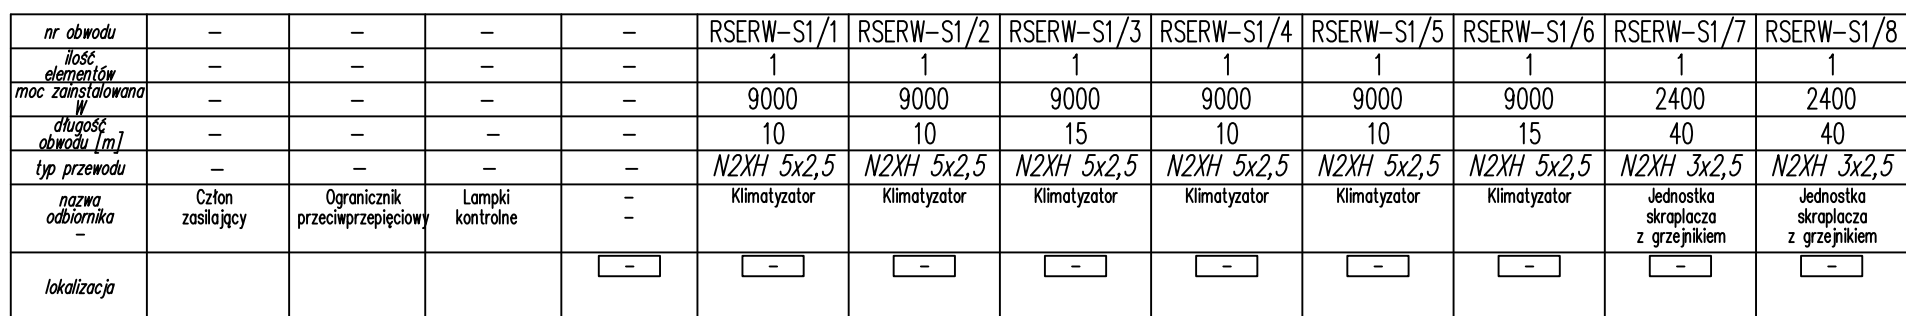 nr obwodu — — — — RSERW-S1/1 RSERW-S1/2 RSERW-S1/3 RSERW-S1/4 RSERW-S1/5 RSERW-S1/6 RSERW-S1/7 RSERW-S1/8
ilość
elementów — — — — 1 1 1 1 1 1 1 1
moc zainstalowana
W — — — — 9000 9000 9000 9000 9000 9000 2400 2400
długość
obwodu [m] — — — — 10 10 15 10 10 15 40 40
typ przewodu — — — — N2XH 5x2,5 N2XH 5x2,5 N2XH 5x2,5 N2XH 5x2,5 N2XH 5x2,5 N2XH 5x2,5 N2XH 3x2,5 N2XH 3x2,5
nazwa Człon Ogranicznik Lampki – Klimatyzator Klimatyzator Klimatyzator Klimatyzator Klimatyzator Klimatyzator Jednostka Jednostka
odbiornika zasilający przeciwprzepięciowy kontrolne – skraplacza skraplacza
– z grzejnikiem z grzejnikiem
– – – – – – – – –
lokalizacja